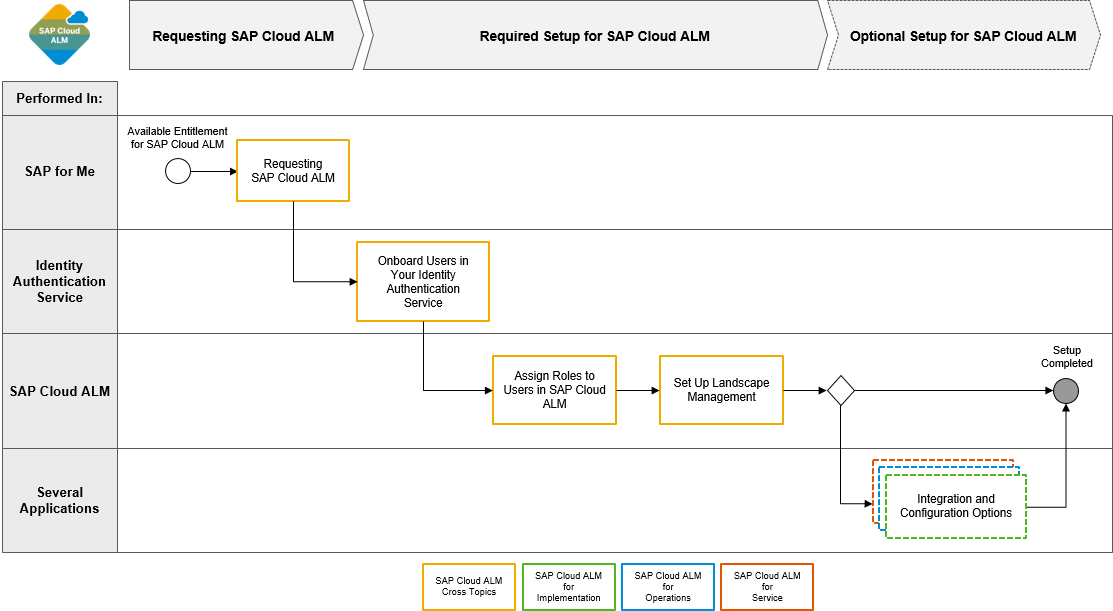 SAP Cloud
ALM
Requesting SAP Cloud ALM
Required Setup for SAP Cloud ALM
Optional Setup for SAP Cloud ALM
Performed In:
SAP for Me
Available Entitlement
for SAP Cloud ALM
Requesting
SAP Cloud ALM
Identity
Authentication
Service
Onboard Users in
Your Identity
Authentication
Service
SAP Cloud ALM
Assign Roles to
Users in SAP Cloud
ALM
Set Up Landscape
Management
Setup
Completed
Several
Applications
Integration and
Configuration Options
SAP Cloud ALM
Cross Topics
SAP Cloud ALM
for
Implementation
SAP Cloud ALM
for
Operations
SAP Cloud ALM
for
Service